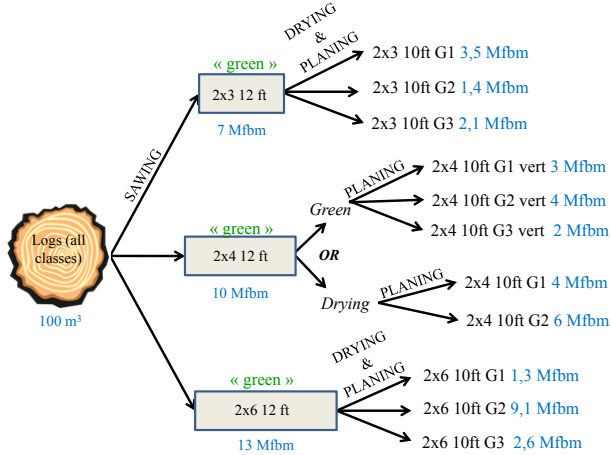 DRYING
&
PLANING
« green »
2x3 12 ft
7 Mfbm
2x3 10ft G1 3,5 Mfbm
2x3 10ft G2 1,4 Mfbm
2x3 10ft G3 2,1 Mfbm
SAWING
Logs (all
classes)
100 m³
« green »
2x4 12 ft
10 Mfbm
Green
OR
Drying
PLANING
2x4 10ft G1 vert 3 Mfbm
2x4 10ft G2 vert 4 Mfbm
2x4 10ft G3 vert 2 Mfbm
PLANING
2x4 10ft G1 4 Mfbm
2x4 10ft G2 6 Mfbm
DRYING
&
PLANING
« green »
2x6 12 ft
13 Mfbm
2x6 10ft G1 1,3 Mfbm
2x6 10ft G2 9,1 Mfbm
2x6 10ft G3 2,6 Mfbm